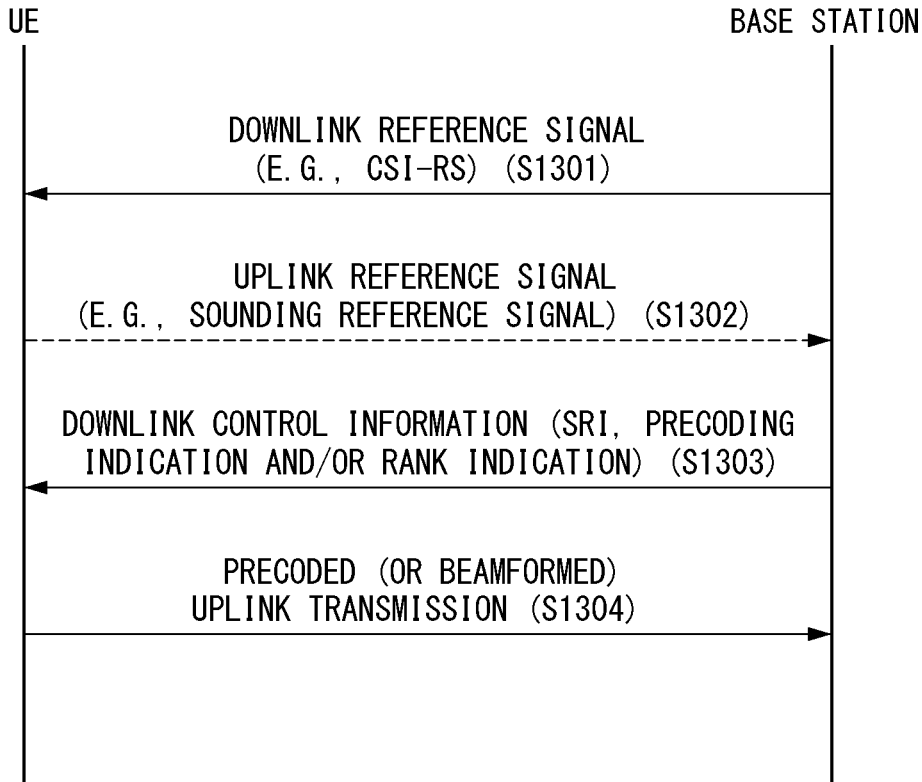 UE
BASE STATION
DOWNLINK REFERENCE SIGNAL
(E.G., CSI-RS) (S1301)
UPLINK REFERENCE SIGNAL
(E.G., SOUNDING REFERENCE SIGNAL) (S1302)
DOWNLINK CONTROL INFORMATION (SRI, PRECODING
INDICATION AND/OR RANK INDICATION) (S1303)
PRECODED (OR BEAMFORMED)
UPLINK TRANSMISSION (S1304)